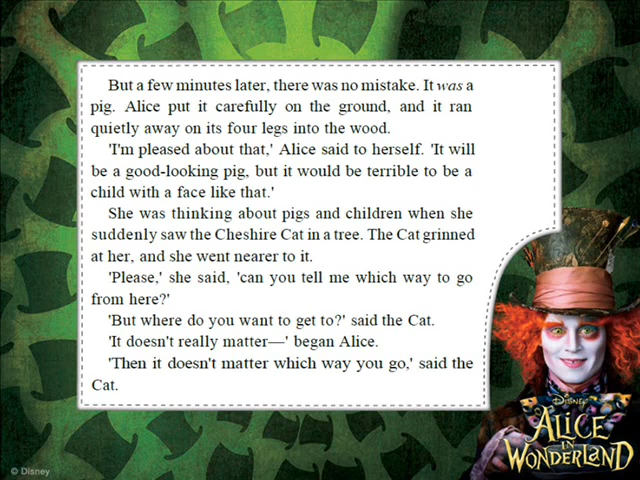 But a few minutes later, there was no mistake. It was a
pig. Alice put it carefully on the ground, and it ran
quietly away on its four legs into the wood.
'I'm pleased about that,' Alice said to herself. 'It will
be a good-looking pig, but it would be terrible to be a
child with a face like that.'
She was thinking about pigs and children when she
suddenly saw the Cheshire Cat in a tree. The Cat grinned
at her, and she went nearer to it.
'Please,' she said, 'can you tell me which way to go
from here?'
'But where do you want to get to?' said the Cat.
'It doesn't really matter—' began Alice.
'Then it doesn't matter which way you go,' said the
Cat.
DISNEY
ALICE
IN
WONDERLAND
© Disney